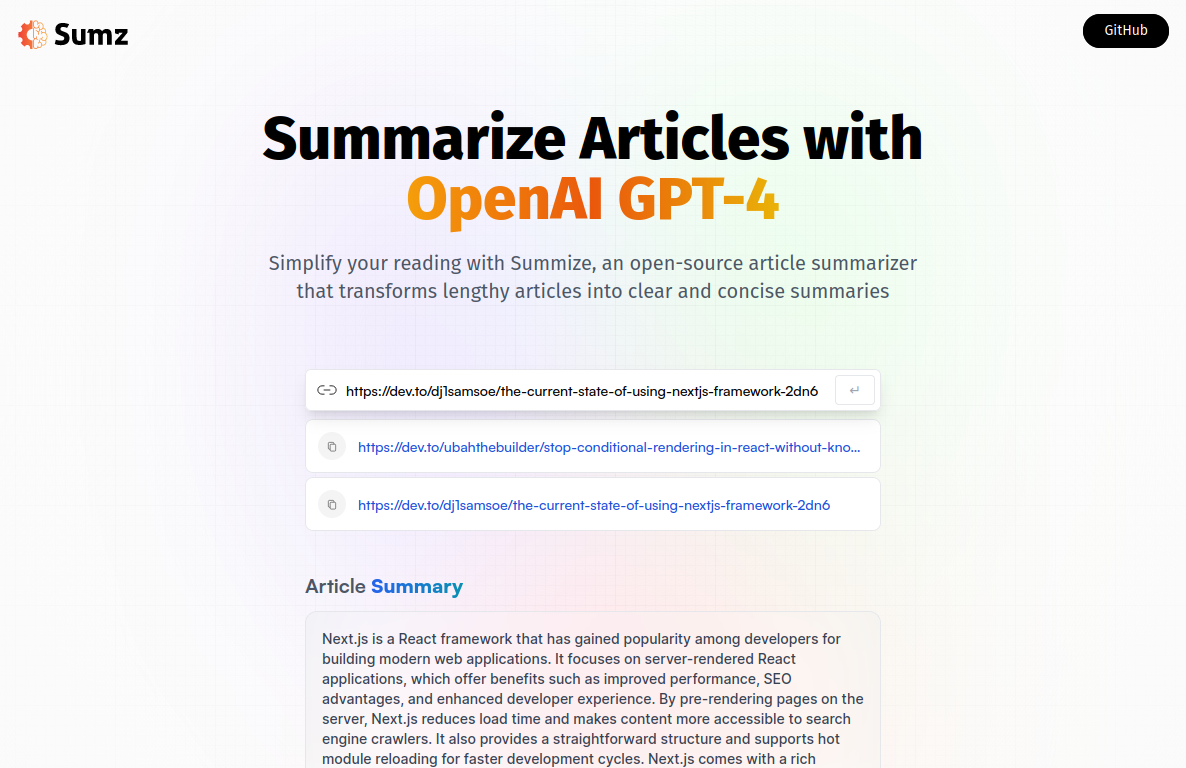 Sumz
GitHub
Summarize Articles with
OpenAI GPT-4
Simplify your reading with Summize, an open-source article summarizer
that transforms lengthy articles into clear and concise summaries
https://dev.to/dj1samsoe/the-current-state-of-using-nextjs-framework-2dn6
↵
https://dev.to/ubahthebuilder/stop-conditional-rendering-in-react-without-kno...
https://dev.to/dj1samsoe/the-current-state-of-using-nextjs-framework-2dn6
Article Summary
Next.js is a React framework that has gained popularity among developers for
building modern web applications. It focuses on server-rendered React
applications, which offer benefits such as improved performance, SEO
advantages, and enhanced developer experience. By pre-rendering pages on the
server, Next.js reduces load time and makes content more accessible to search
engine crawlers. It also provides a straightforward structure and supports hot
module reloading for faster development cycles. Next.js comes with a rich